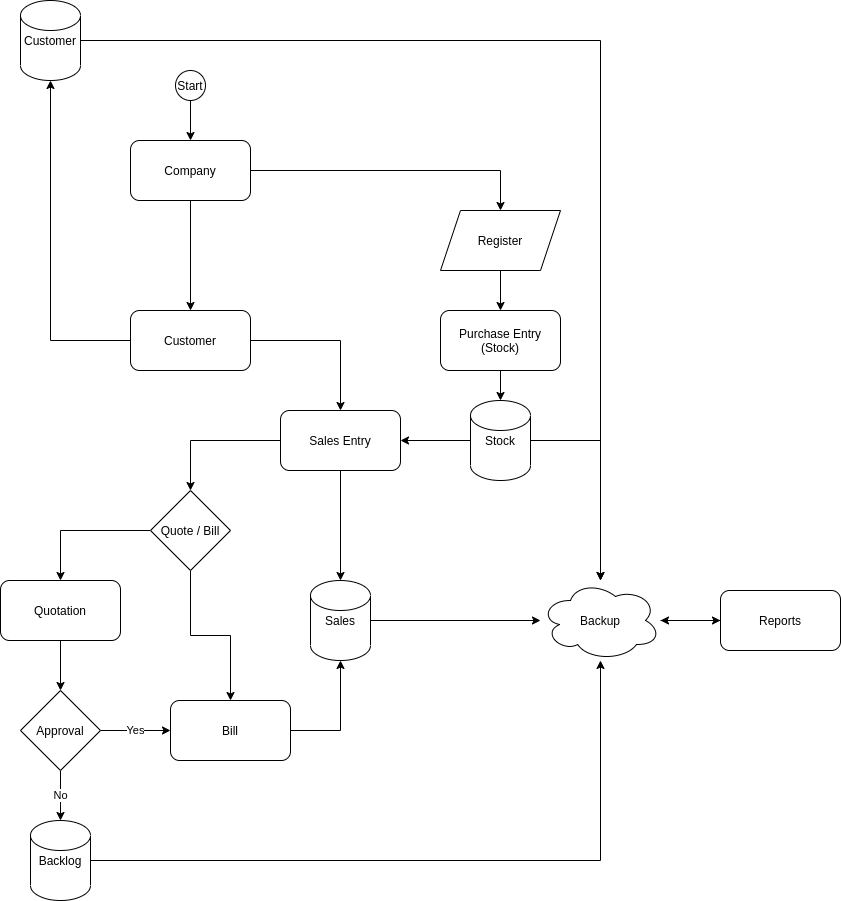 Customer
Start
Company
Register
Customer
Purchase Entry
(Stock)
Sales Entry
Stock
Quote / Bill
Quotation
Sales
Backup
Reports
Approval
Yes
Bill
No
Backlog